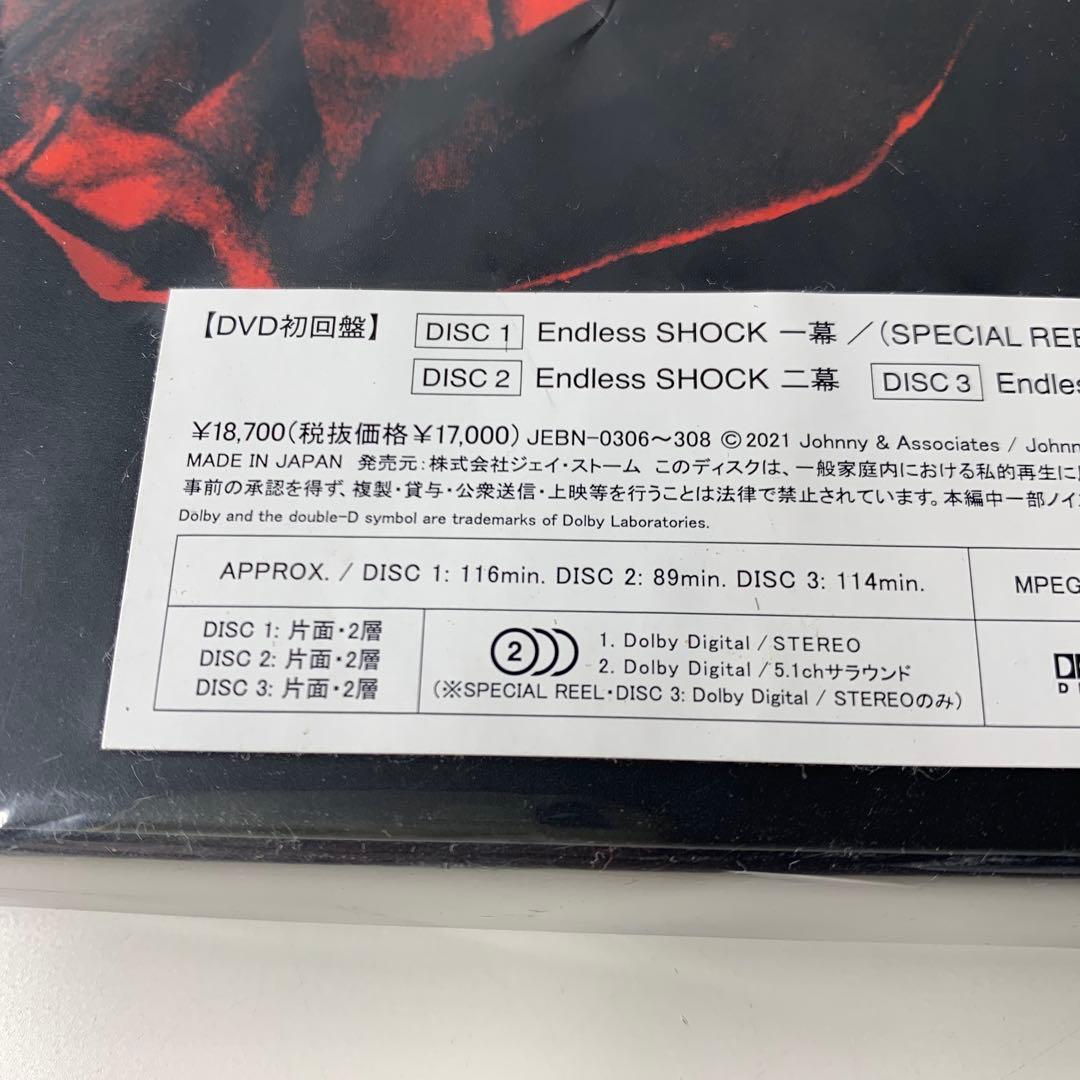 【DVD初回盤】 DISC 1 Endless SHOCK 一幕 ／（SPECIAL REE
DISC 2 Endless SHOCK 二幕 DISC 3 Endles
¥18,700（税抜価格¥17,000）JEBN-0306〜308 ©2021 Johnny & Associates / Johnn
MADE IN JAPAN 発売元：株式会社ジェイ・ストーム このディスクは、一般家庭内における私的再生に
事前の承認を得ず、複製・貸与・公衆送信・上映等を行うことは法律で禁止されています。本編中一部ノイ
Dolby and the double-D symbol are trademarks of Dolby Laboratories.
APPROX. / DISC 1: 116min. DISC 2: 89min. DISC 3: 114min.
MPEG
DISC 1: 片面・2層
DISC 2: 片面・2層
DISC 3: 片面・2層
2
1. Dolby Digital / STEREO
2. Dolby Digital / 5.1chサラウンド
（※SPECIAL REEL・DISC 3: Dolby Digital / STEREOのみ）